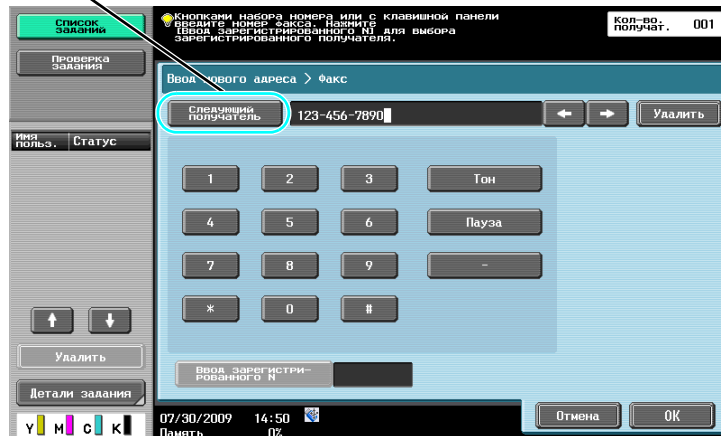 Список
заданий
Кнопками набора номера или с клавишной панели
введите номер факса. Нажмите
[Ввод зарегистрированного N] для выбора
зарегистрированного получателя.
Кол-во.
получат. 001
Проверка
задания
Ввод нового адреса > Факс
Следующий
получатель
123-456-7890
Удалить
Имя
польз. Статус
1 2 3 Тон
4 5 6 Пауза
7 8 9 -
* 0 #
Удалить
Ввод зарегистри-
рованного N
Детали задания
Отмена OK
Y M C K
07/30/2009 14:50
Память 0%